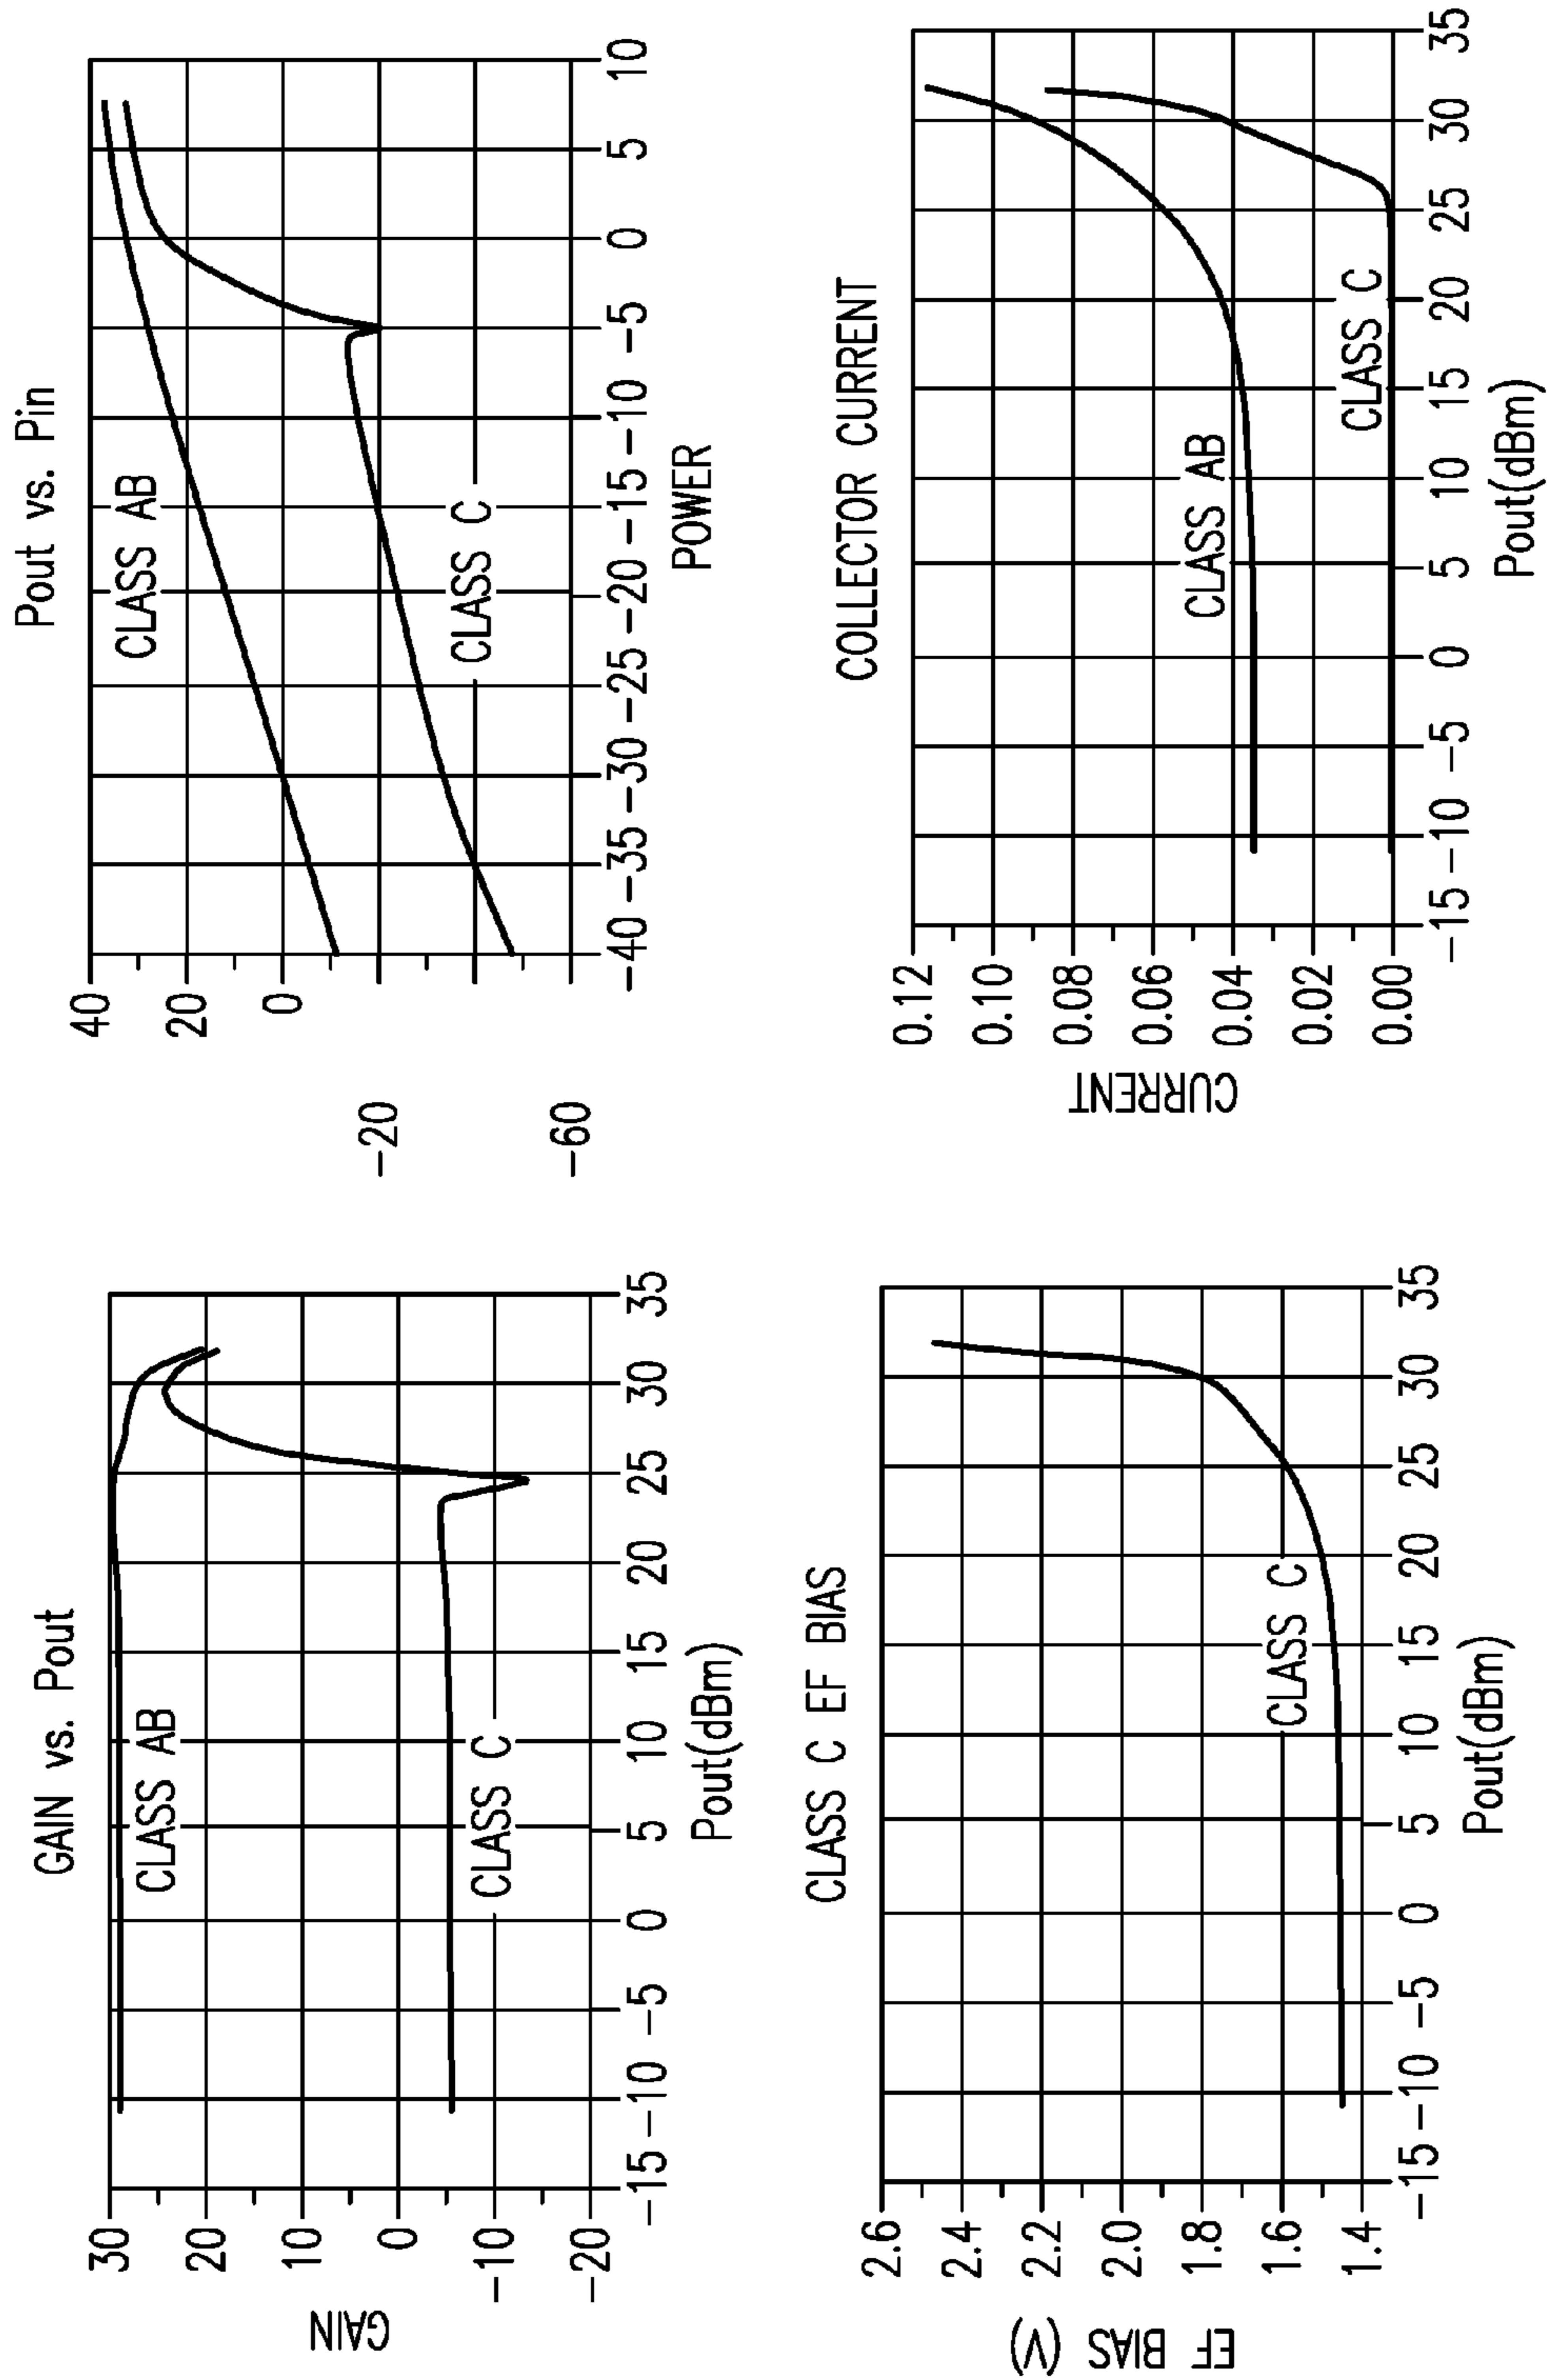 GAIN vs. Pout
30
20
10
0
-10
-20
GAIN
CLASS AB
CLASS C
-15 -10 -5 0 5 10 15 20 25 30 35
Pout(dBm)
Pout vs. Pin
40
20
0
-20
-60
CLASS AB
CLASS C
-40 -35 -30 -25 -20 -15 -10 -5 0 5 10
POWER
CLASS C EF BIAS
2.6
2.4
2.2
2.0
1.8
1.6
1.4
EF BIAS (V)
CLASS C
-15 -10 -5 0 5 10 15 20 25 30 35
Pout(dBm)
COLLECTOR CURRENT
0.12
0.10
0.08
0.06
0.04
0.02
0.00
CURRENT
CLASS AB
CLASS C
-15 -10 -5 0 5 10 15 20 25 30 35
Pout(dBm)